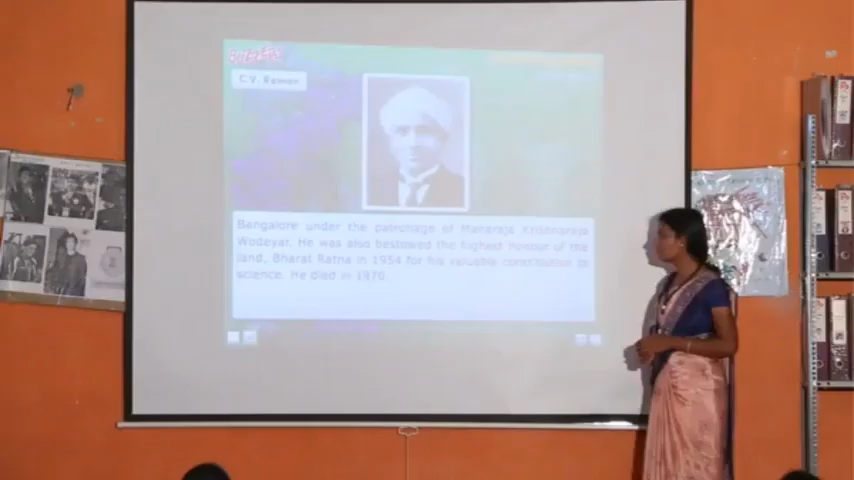 C.V. Raman
Bangalore under the patronage of Maharaja Krishnaraja
Wodeyar. He was also bestowed the highest honour of the
land, Bharat Ratna in 1954 for his valuable constitution to
science. He died in 1970.